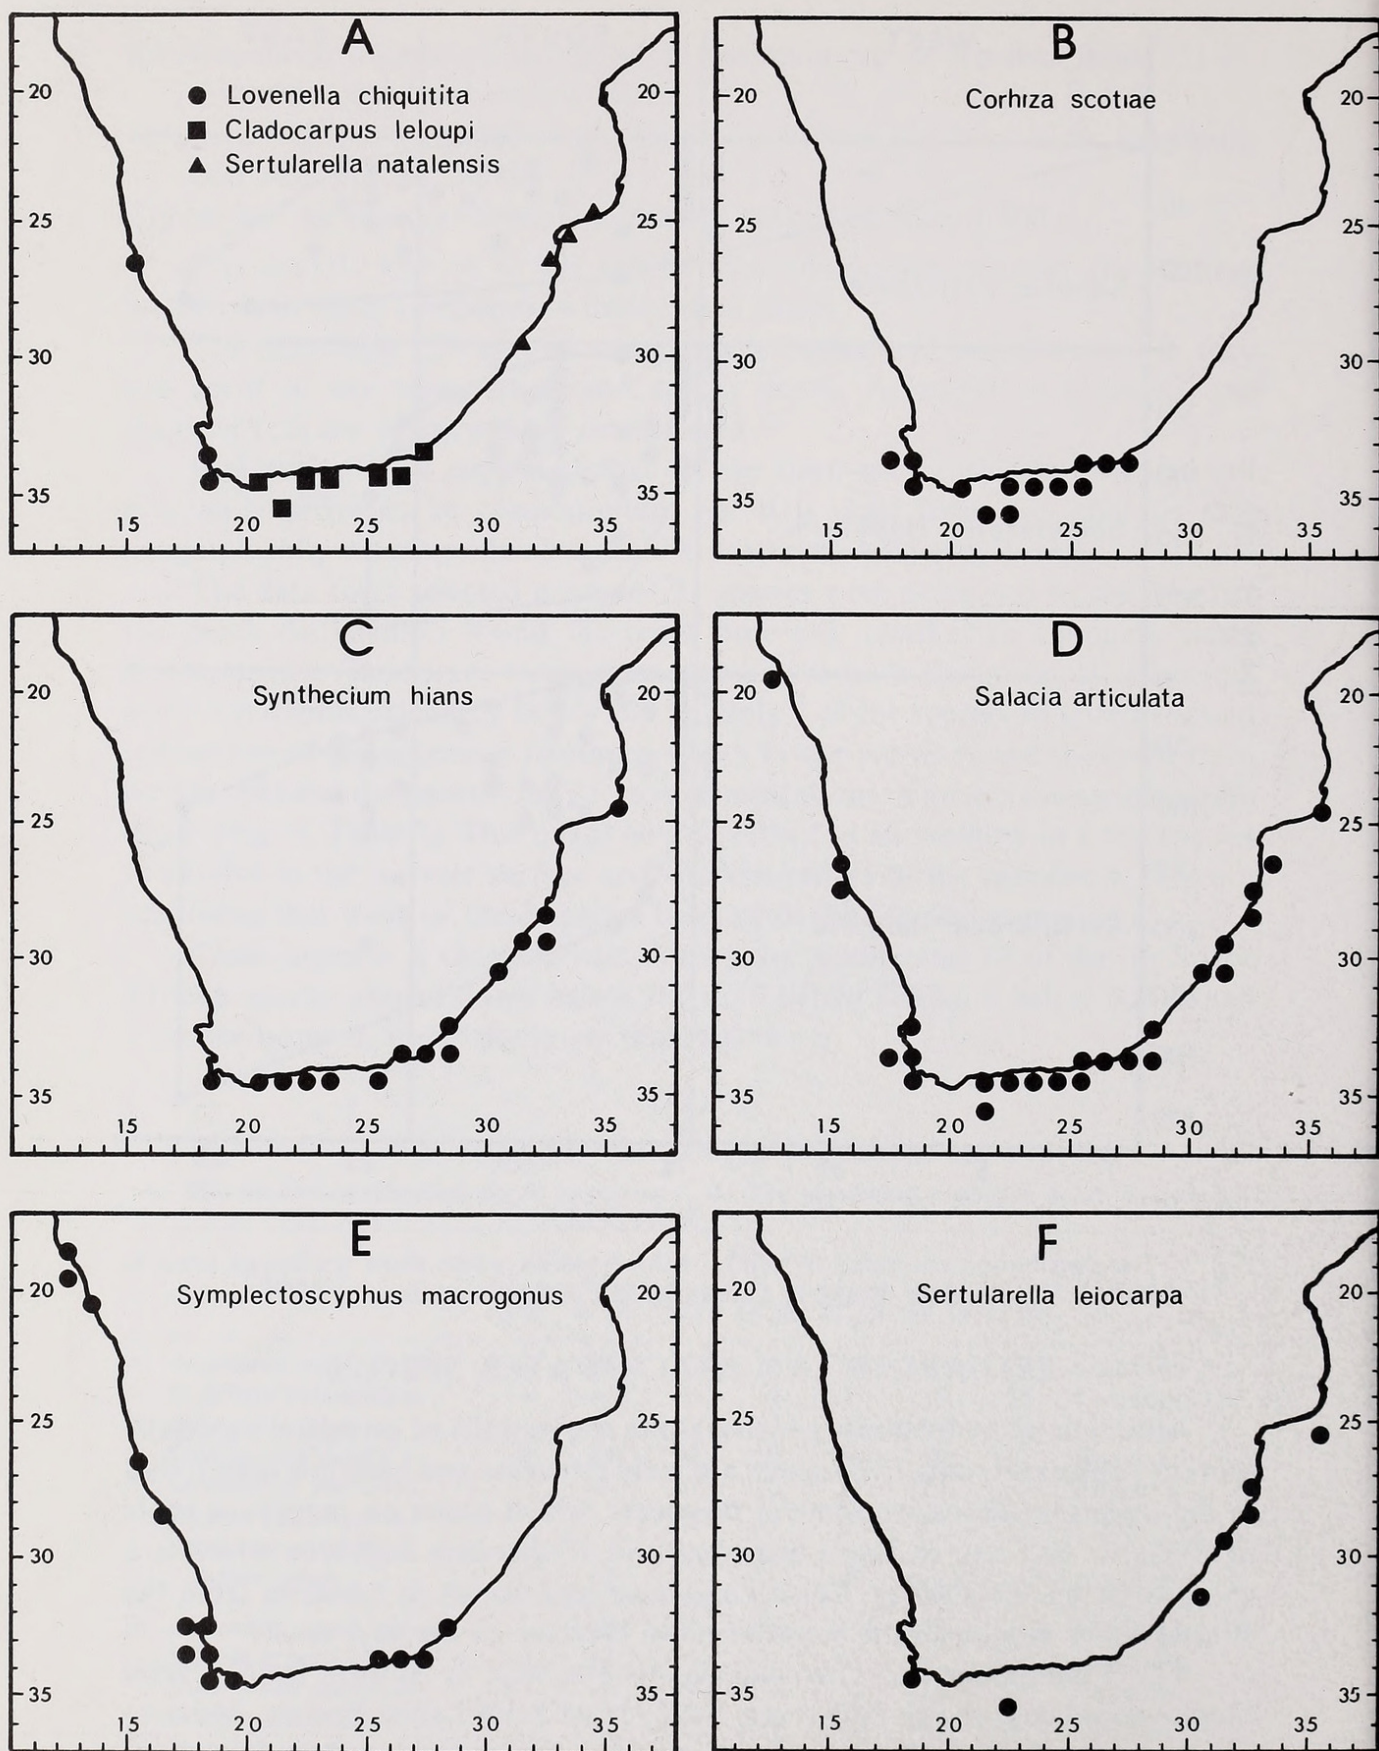 A
● Lovenella chiquitita
■ Cladocarpus leloupi
▲ Sertularella natalensis
20 20
25 25
30 30
35 35
15 20 25 30 35
B
Corhiza scotiae
20 20
25 25
30 30
35 35
15 20 25 30 35
C
Synthecium hians
20 20
25 25
30 30
35 35
15 20 25 30 35
D
Salacia articulata
20 20
25 25
30 30
35 35
15 20 25 30 35
E
Symplectoscyphus macrogonus
20 20
25 25
30 30
35 35
15 20 25 30 35
F
Sertularella leiocarpa
20 20
25 25
30 30
35 35
15 20 25 30 35